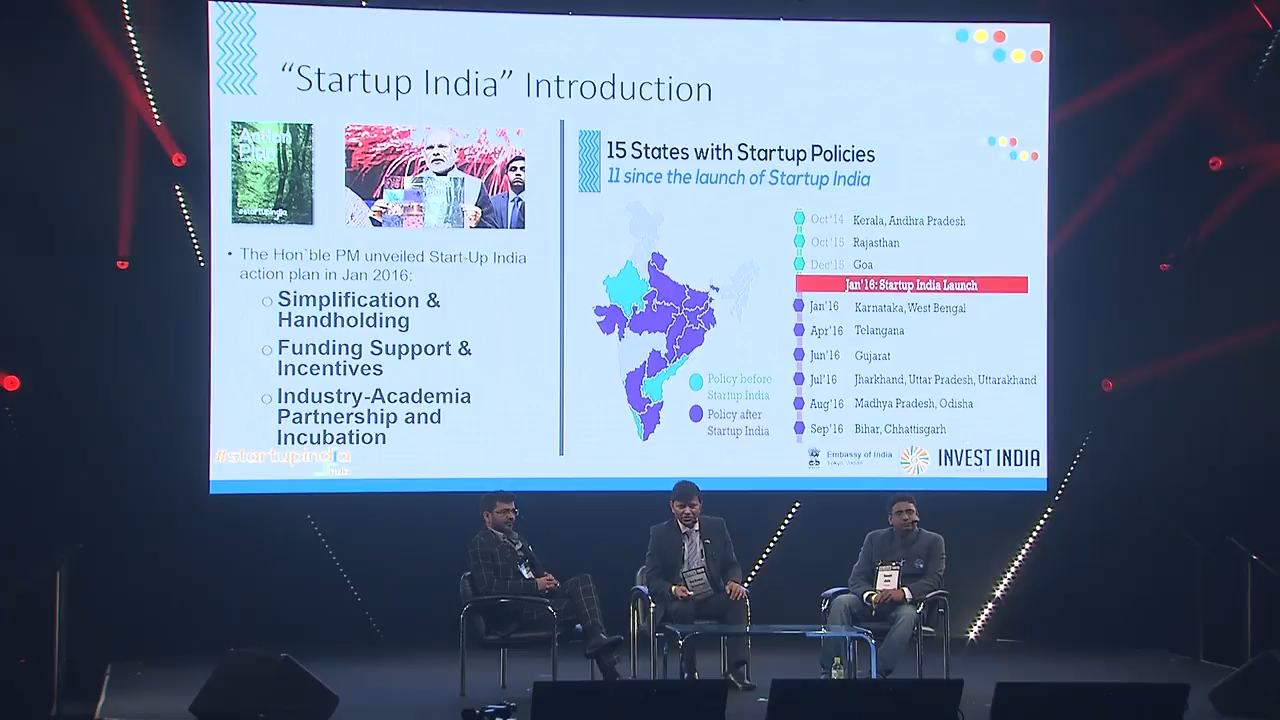 “Startup India” Introduction
Action
Plan
#startupindia
• The Hon`ble PM unveiled Start-Up India
action plan in Jan 2016:
○ Simplification &
Handholding
○ Funding Support &
Incentives
○ Industry-Academia
Partnership and
Incubation
#startupindia
hub
15 States with Startup Policies
11 since the launch of Startup India
Oct'14 Kerala, Andhra Pradesh
Oct'15 Rajasthan
Dec'15 Goa
Jan'16: Startup India Launch
Jan'16 Karnataka, West Bengal
Apr'16 Telangana
Jun'16 Gujarat
Jul'16 Jharkhand, Uttar Pradesh, Uttarakhand
Aug'16 Madhya Pradesh, Odisha
Sep'16 Bihar, Chhattisgarh
Policy before
Startup India
Policy after
Startup India
Embassy of India
Tokyo, Japan
INVEST INDIA